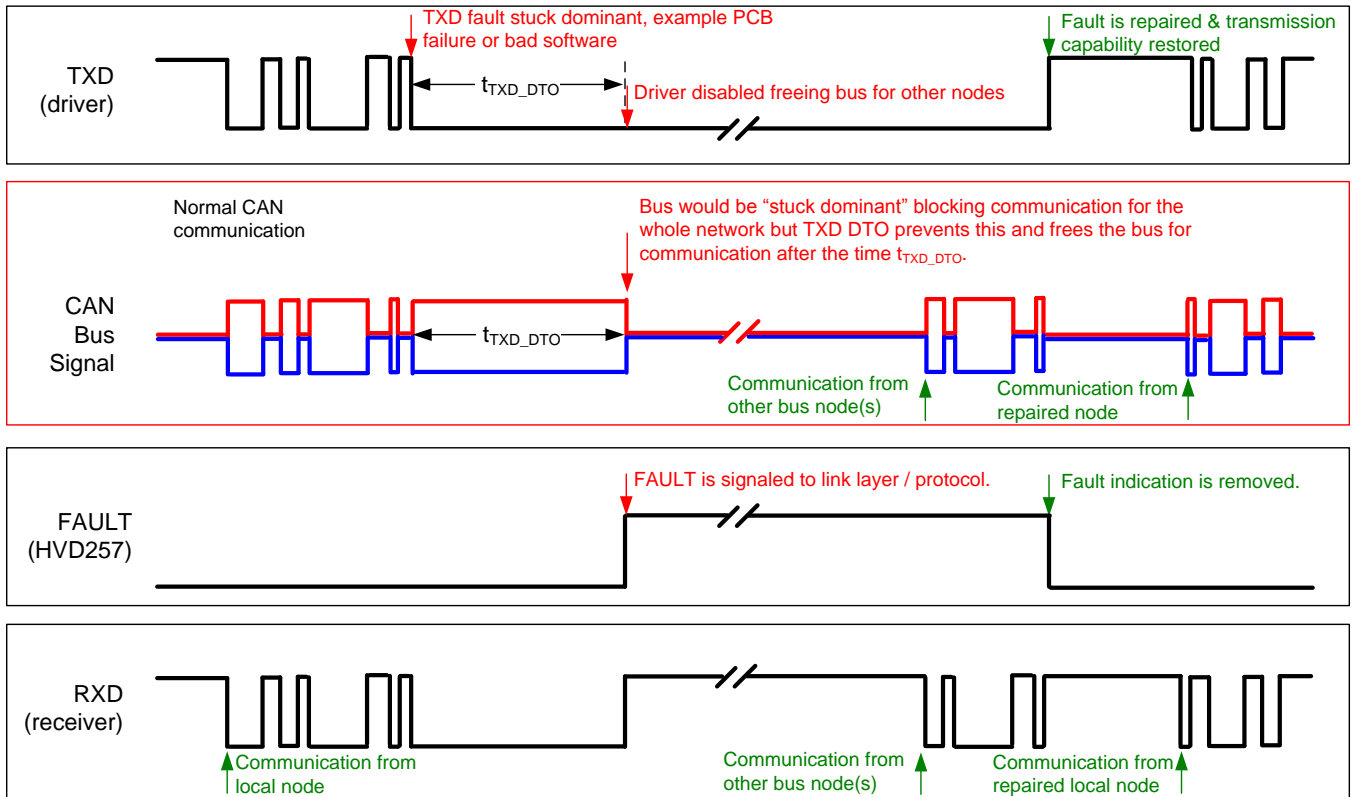 TXD fault stuck dominant, example PCB
failure or bad software
Fault is repaired & transmission
capability restored
TXD
(driver)
tTXD_DTO
Driver disabled freeing bus for other nodes
Normal CAN
communication
Bus would be “stuck dominant” blocking communication for the
whole network but TXD DTO prevents this and frees the bus for
communication after the time tTXD_DTO.
CAN
Bus
Signal
tTXD_DTO
Communication from
other bus node(s)
Communication from
repaired node
FAULT is signaled to link layer / protocol.
Fault indication is removed.
FAULT
(HVD257)
RXD
(receiver)
Communication from
local node
Communication from
other bus node(s)
Communication from
repaired local node